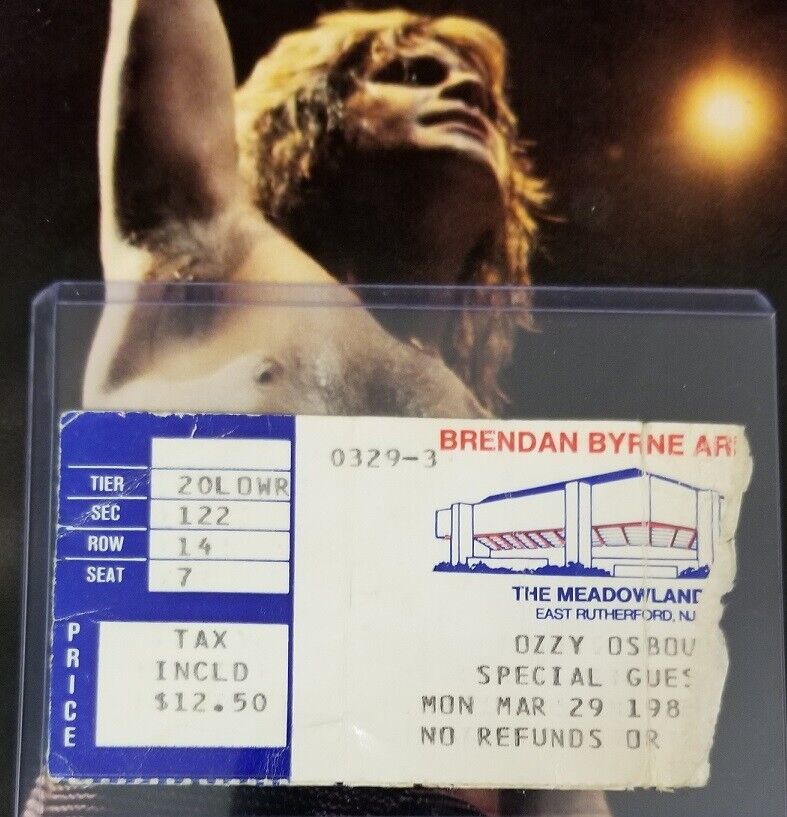 TIER 20LOWR
SEC 122
ROW 14
SEAT 7
PRICE
TAX
INCLD
$12.50
0329-3
BRENDAN BYRNE AR
THE MEADOWLAND
EAST RUTHERFORD, NJ
OZZY OSBOU
SPECIAL GUES
MON MAR 29 198
NO REFUNDS OR